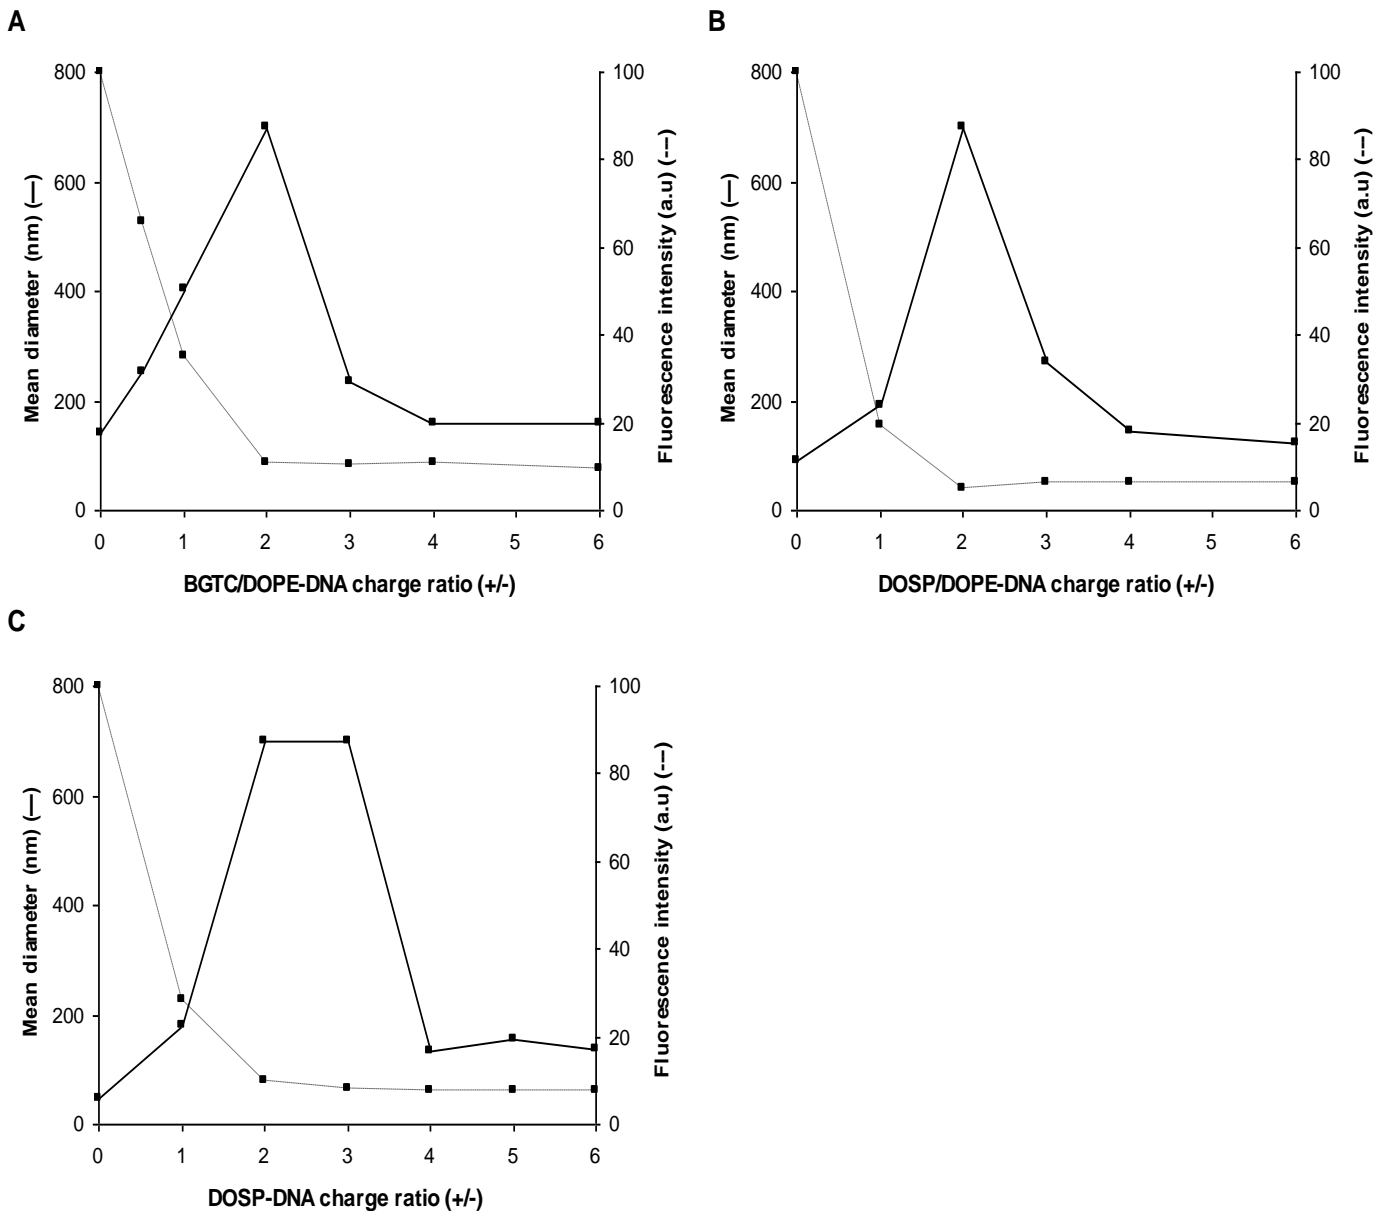 A
Mean diameter (nm) (—)
800
600
400
200
0
Fluorescence intensity (a.u) (---)
100
80
60
40
20
0
0 1 2 3 4 5 6
BGTC/DOPE-DNA charge ratio (+/-)
B
Mean diameter (nm) (—)
800
600
400
200
0
Fluorescence intensity (a.u) (---)
100
80
60
40
20
0
0 1 2 3 4 5 6
DOSP/DOPE-DNA charge ratio (+/-)
C
Mean diameter (nm) (—)
800
600
400
200
0
Fluorescence intensity (a.u) (---)
100
80
60
40
20
0
0 1 2 3 4 5 6
DOSP-DNA charge ratio (+/-)